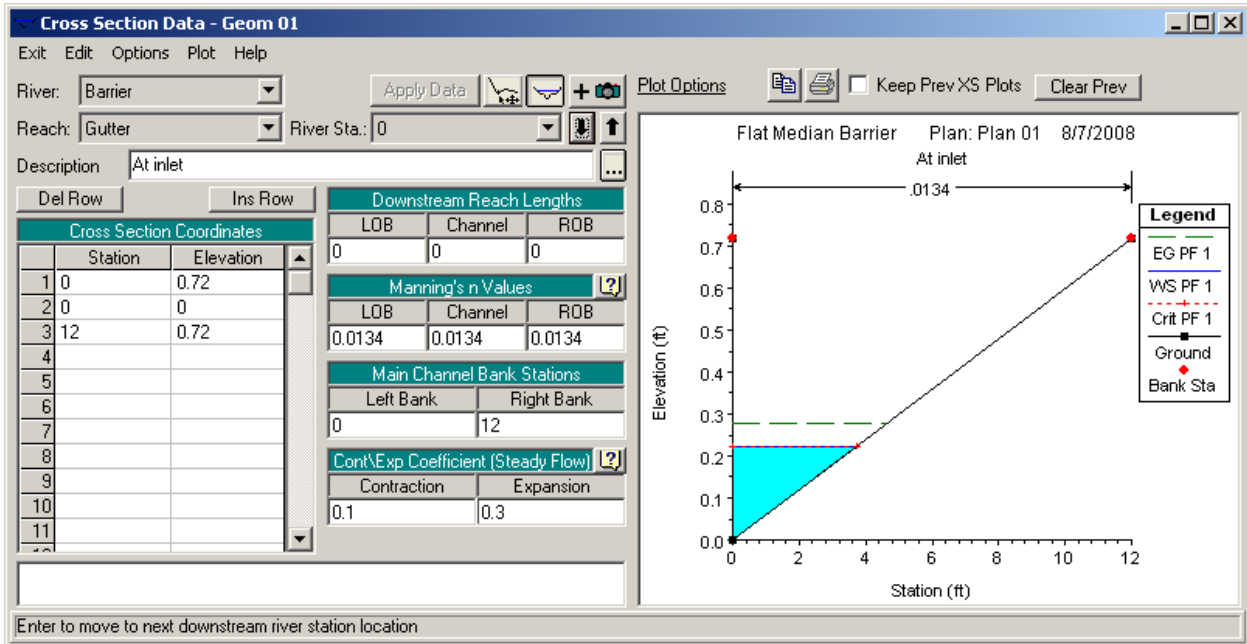 Cross Section Data - Geom 01
Exit Edit Options Plot Help
River: Barrier Apply Data
Reach: Gutter River Sta.: 0
Description At inlet ...
Del Row Ins Row
Cross Section Coordinates
Station Elevation
1 0 0.72
2 0 0
3 12 0.72
4
5
6
7
8
9
10
11
Downstream Reach Lengths
LOB Channel ROB
0 0 0
Manning's n Values ?
LOB Channel ROB
0.0134 0.0134 0.0134
Main Channel Bank Stations
Left Bank Right Bank
0 12
Cont\Exp Coefficient (Steady Flow) ?
Contraction Expansion
0.1 0.3
Plot Options Keep Prev XS Plots Clear Prev
Flat Median Barrier Plan: Plan 01 8/7/2008
At inlet
.0134
0.8
0.7
0.6
0.5
0.4
0.3
0.2
0.1
0.0
Elevation (ft)
0 2 4 6 8 10 12
Station (ft)
Legend
EG PF 1
WS PF 1
Crit PF 1
Ground
Bank Sta
Enter to move to next downstream river station location